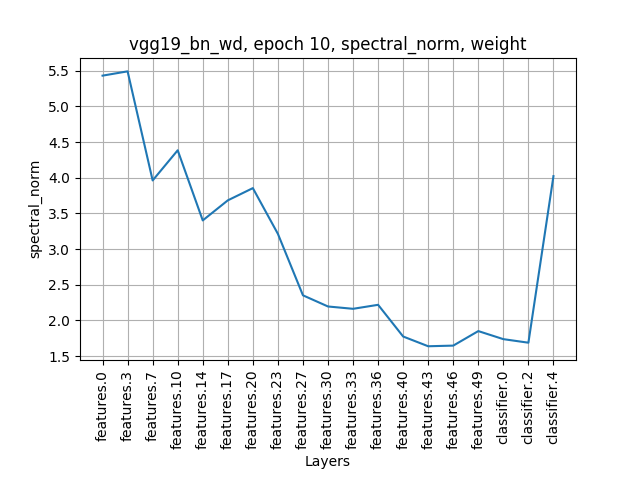 vgg19_bn_wd, epoch 10, spectral_norm, weight
5.5
5.0
4.5
4.0
3.5
3.0
2.5
2.0
1.5
spectral_norm
features.0
features.3
features.7
features.10
features.14
features.17
features.20
features.23
features.27
features.30
features.33
features.36
features.40
features.43
features.46
features.49
classifier.0
classifier.2
classifier.4
Layers